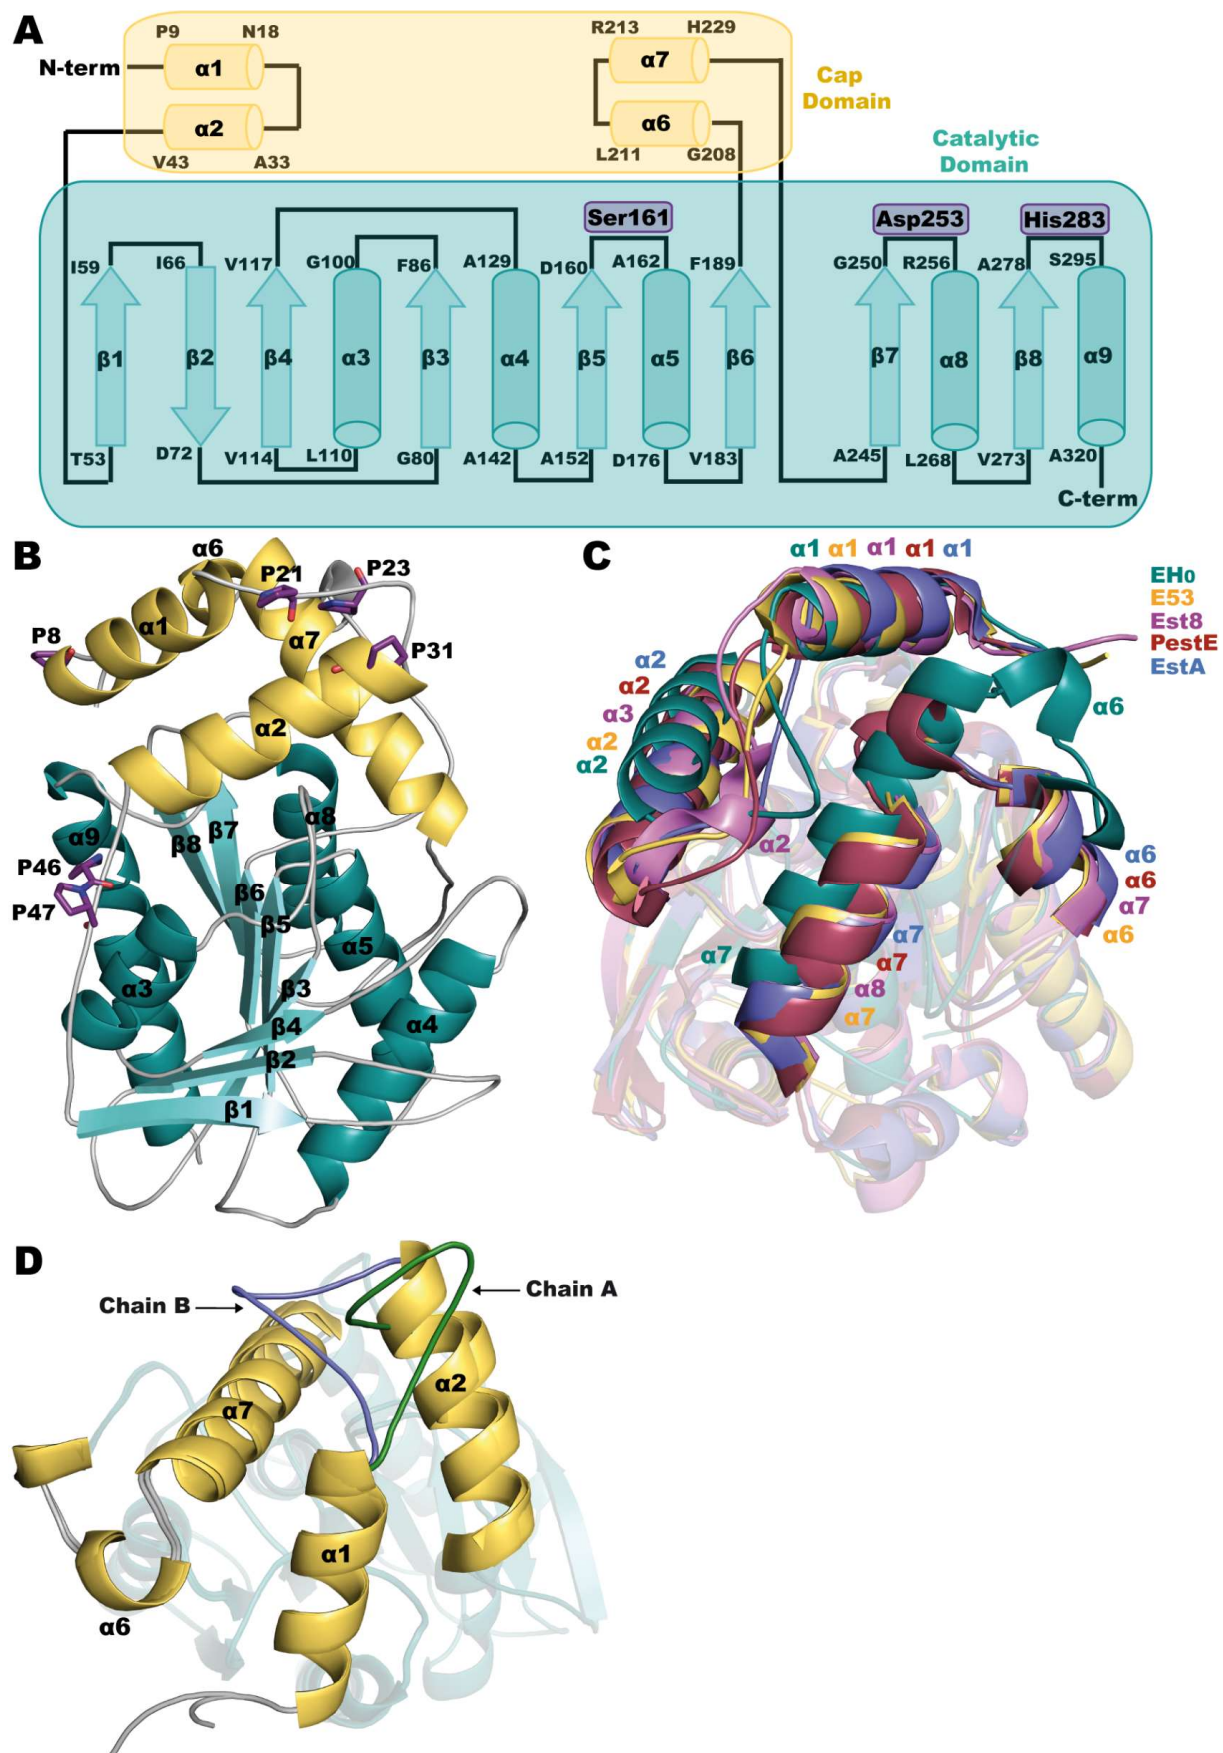 A
P9 N18 R213 H229
N-term α1 α7
Cap
Domain
α2 α6
V43 A33 L211 G208
Catalytic
Domain
Ser161 Asp253 His283
I59 I66 V117 G100 F86 A129 D160 A162 F189 G250 R256 A278 S295
β1 β2 β4 α3 β3 α4 β5 α5 β6 β7 α8 β8 α9
T53 D72 V114 L110 G80 A142 A152 D176 V183 A245 L268 V273 A320
C-term
B
α6
P21 P23
P8 α1 α7 P31
α2
α9 β8 β7 α8
P46 β6
P47 β5 α5
α3 β3
β4 α4
β2
β1
C
α1 α1 α1 α1 α1
EH0
E53
Est8
PestE
EstA
α2
α2
α3
α2
α2
α6
α2
α6
α6
α7
α6
α7
α7
α7
α8
α7
D
Chain B Chain A
α2
α7
α1
α6